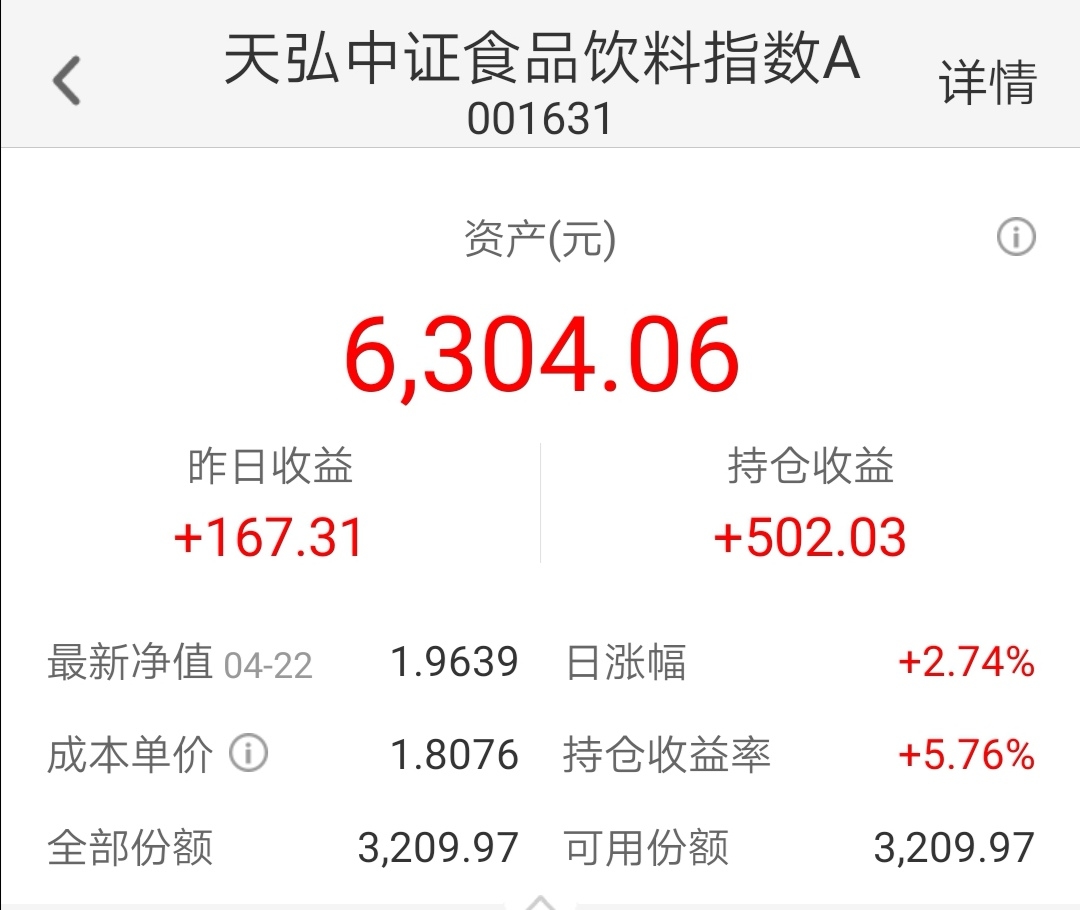 天弘中证食品饮料指数A
001631
详情
资产(元)
6,304.06
昨日收益 持仓收益
+167.31 +502.03
最新净值 04-22 1.9639 日涨幅 +2.74%
成本单价 1.8076 持仓收益率 +5.76%
全部份额 3,209.97 可用份额 3,209.97